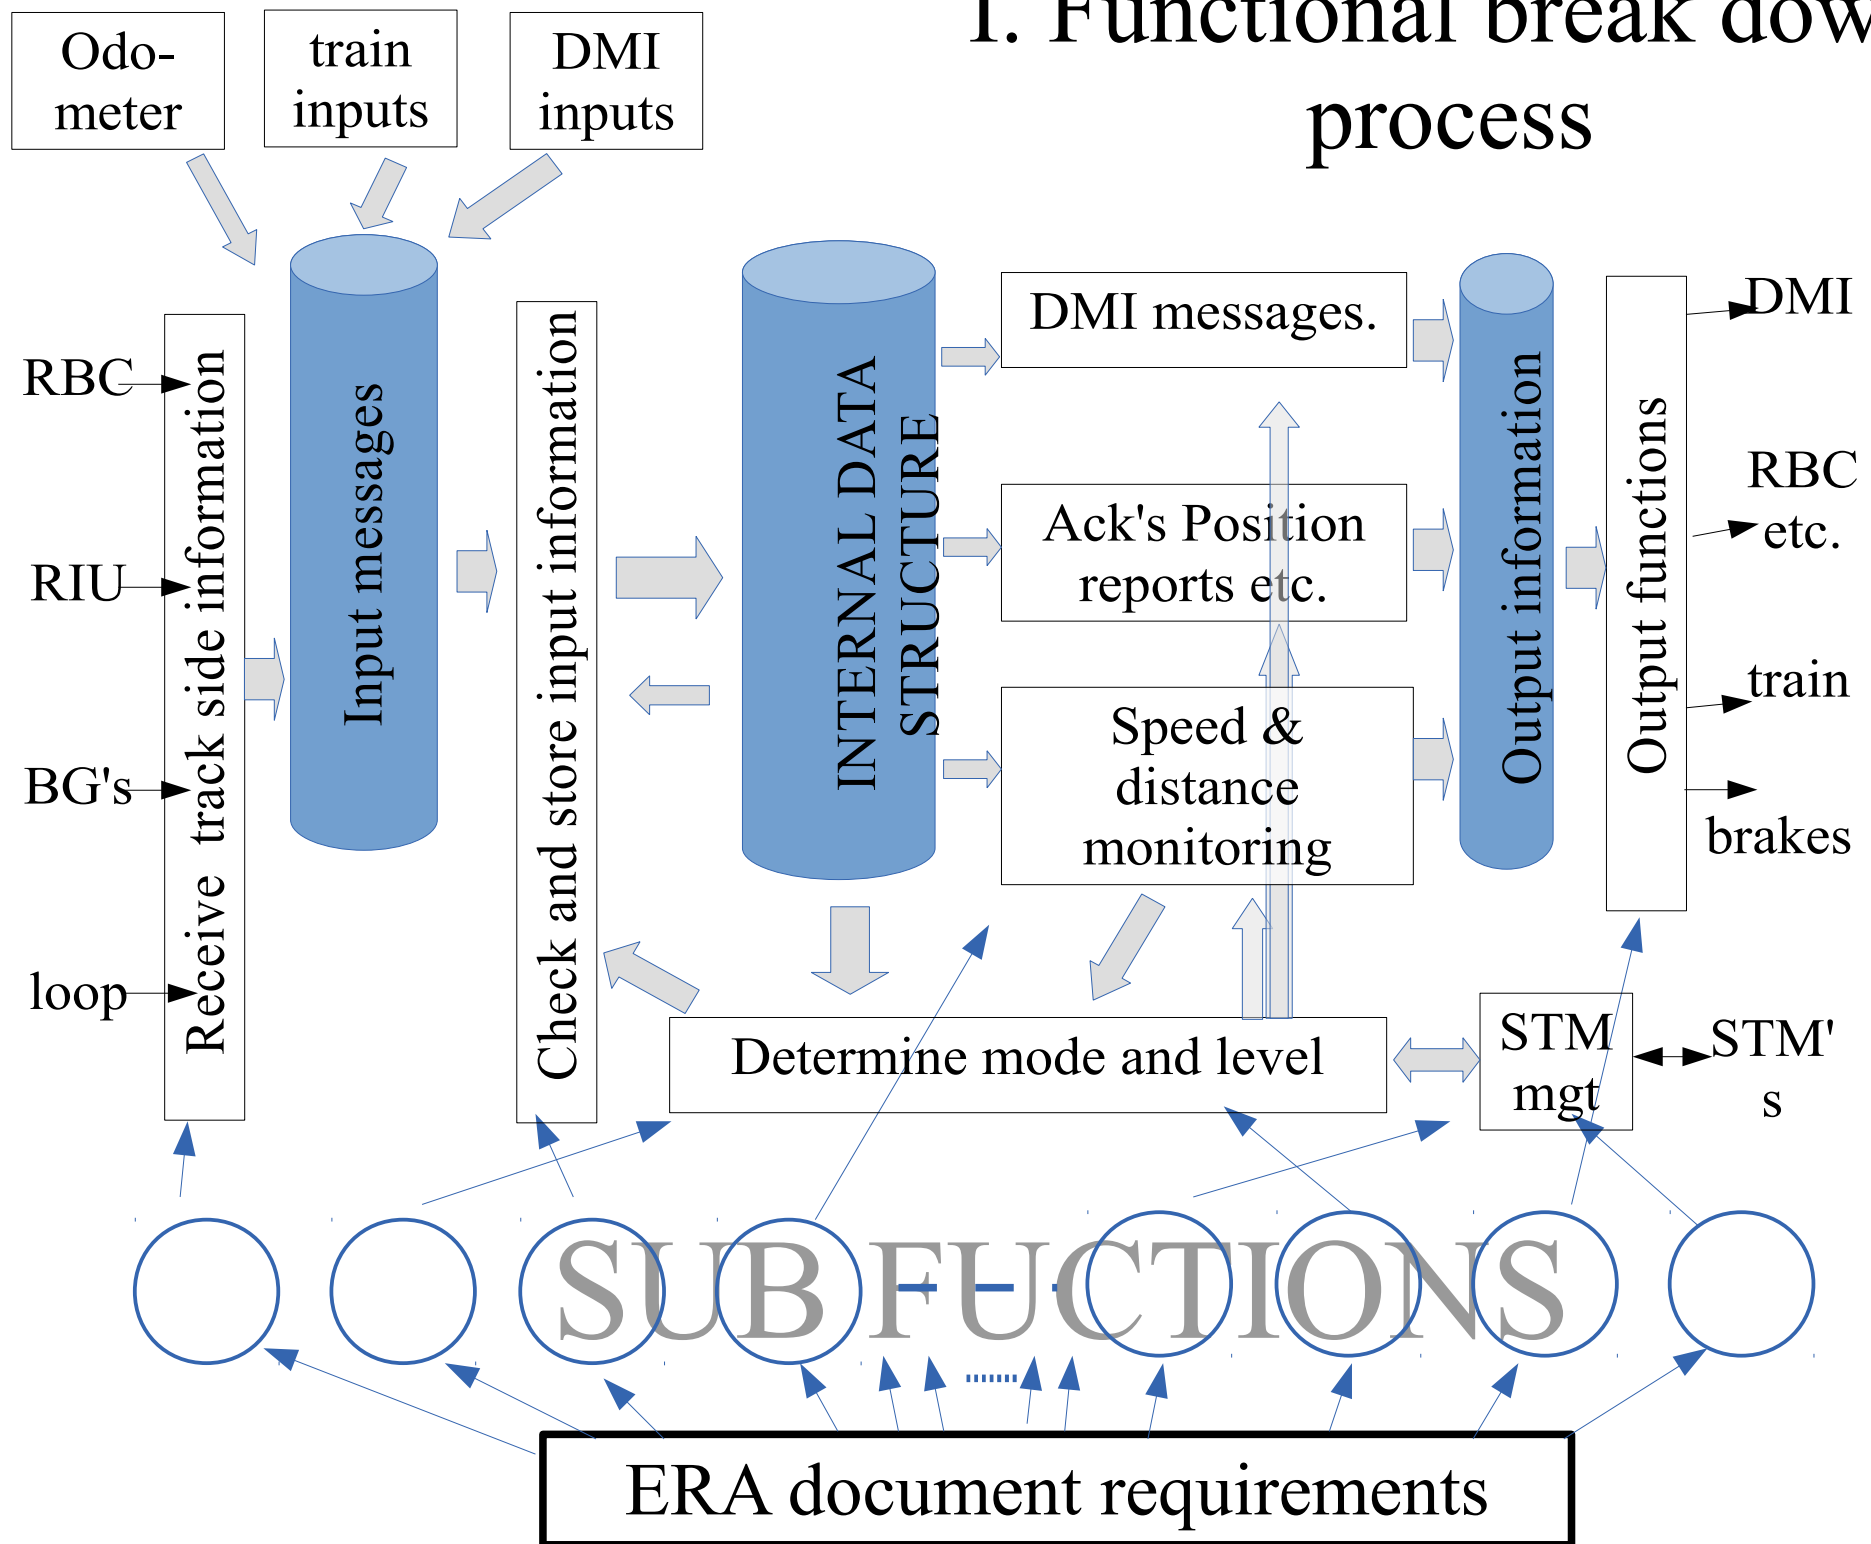 I. Functional break dow
process
Odo-
meter
train
inputs
DMI
inputs
RBC
RIU
BG's
loop
Receive track side information
Input messages
Check and store input information
INTERNAL DATA
STRUCTURE
DMI messages.
Ack's Position
reports etc.
Speed &
distance
monitoring
Output information
Output functions
DMI
RBC
etc.
train
brakes
Determine mode and level
STM
mgt
STM'
s
SUB FUCTIONS
ERA document requirements